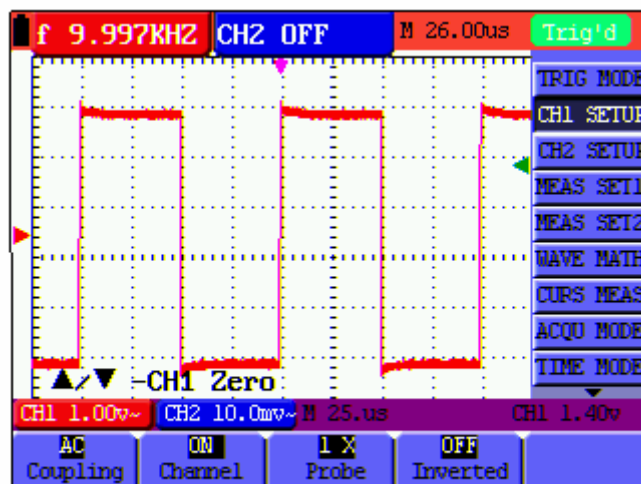 f 9.997KHZ CH2 OFF M 26.00us Trig'd
TRIG MODE
CH1 SETUP
CH2 SETUP
MEAS SET1
MEAS SET2
WAVE MATH
CURS MEAS
ACQU MODE
TIME MODE
▲/▼ -CH1 Zero
CH1 1.00v~ CH2 10.0mv~ M 25.us CH1 1.40v
AC ON 1 X OFF
Coupling Channel Probe Inverted